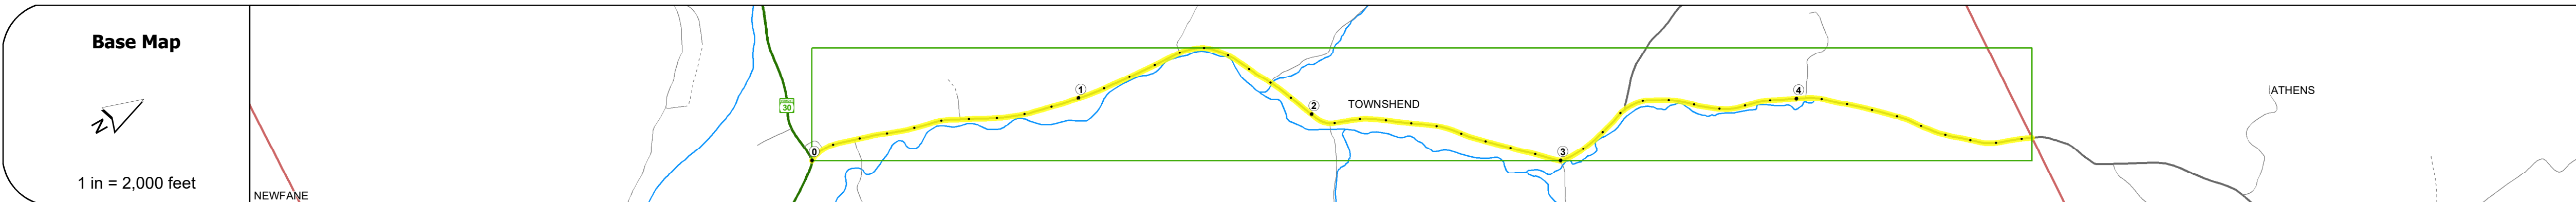 Base Map
N
1 in = 2,000 feet
NEWFANE
30
0
1
2
TOWNSHEND
3
4
ATHENS